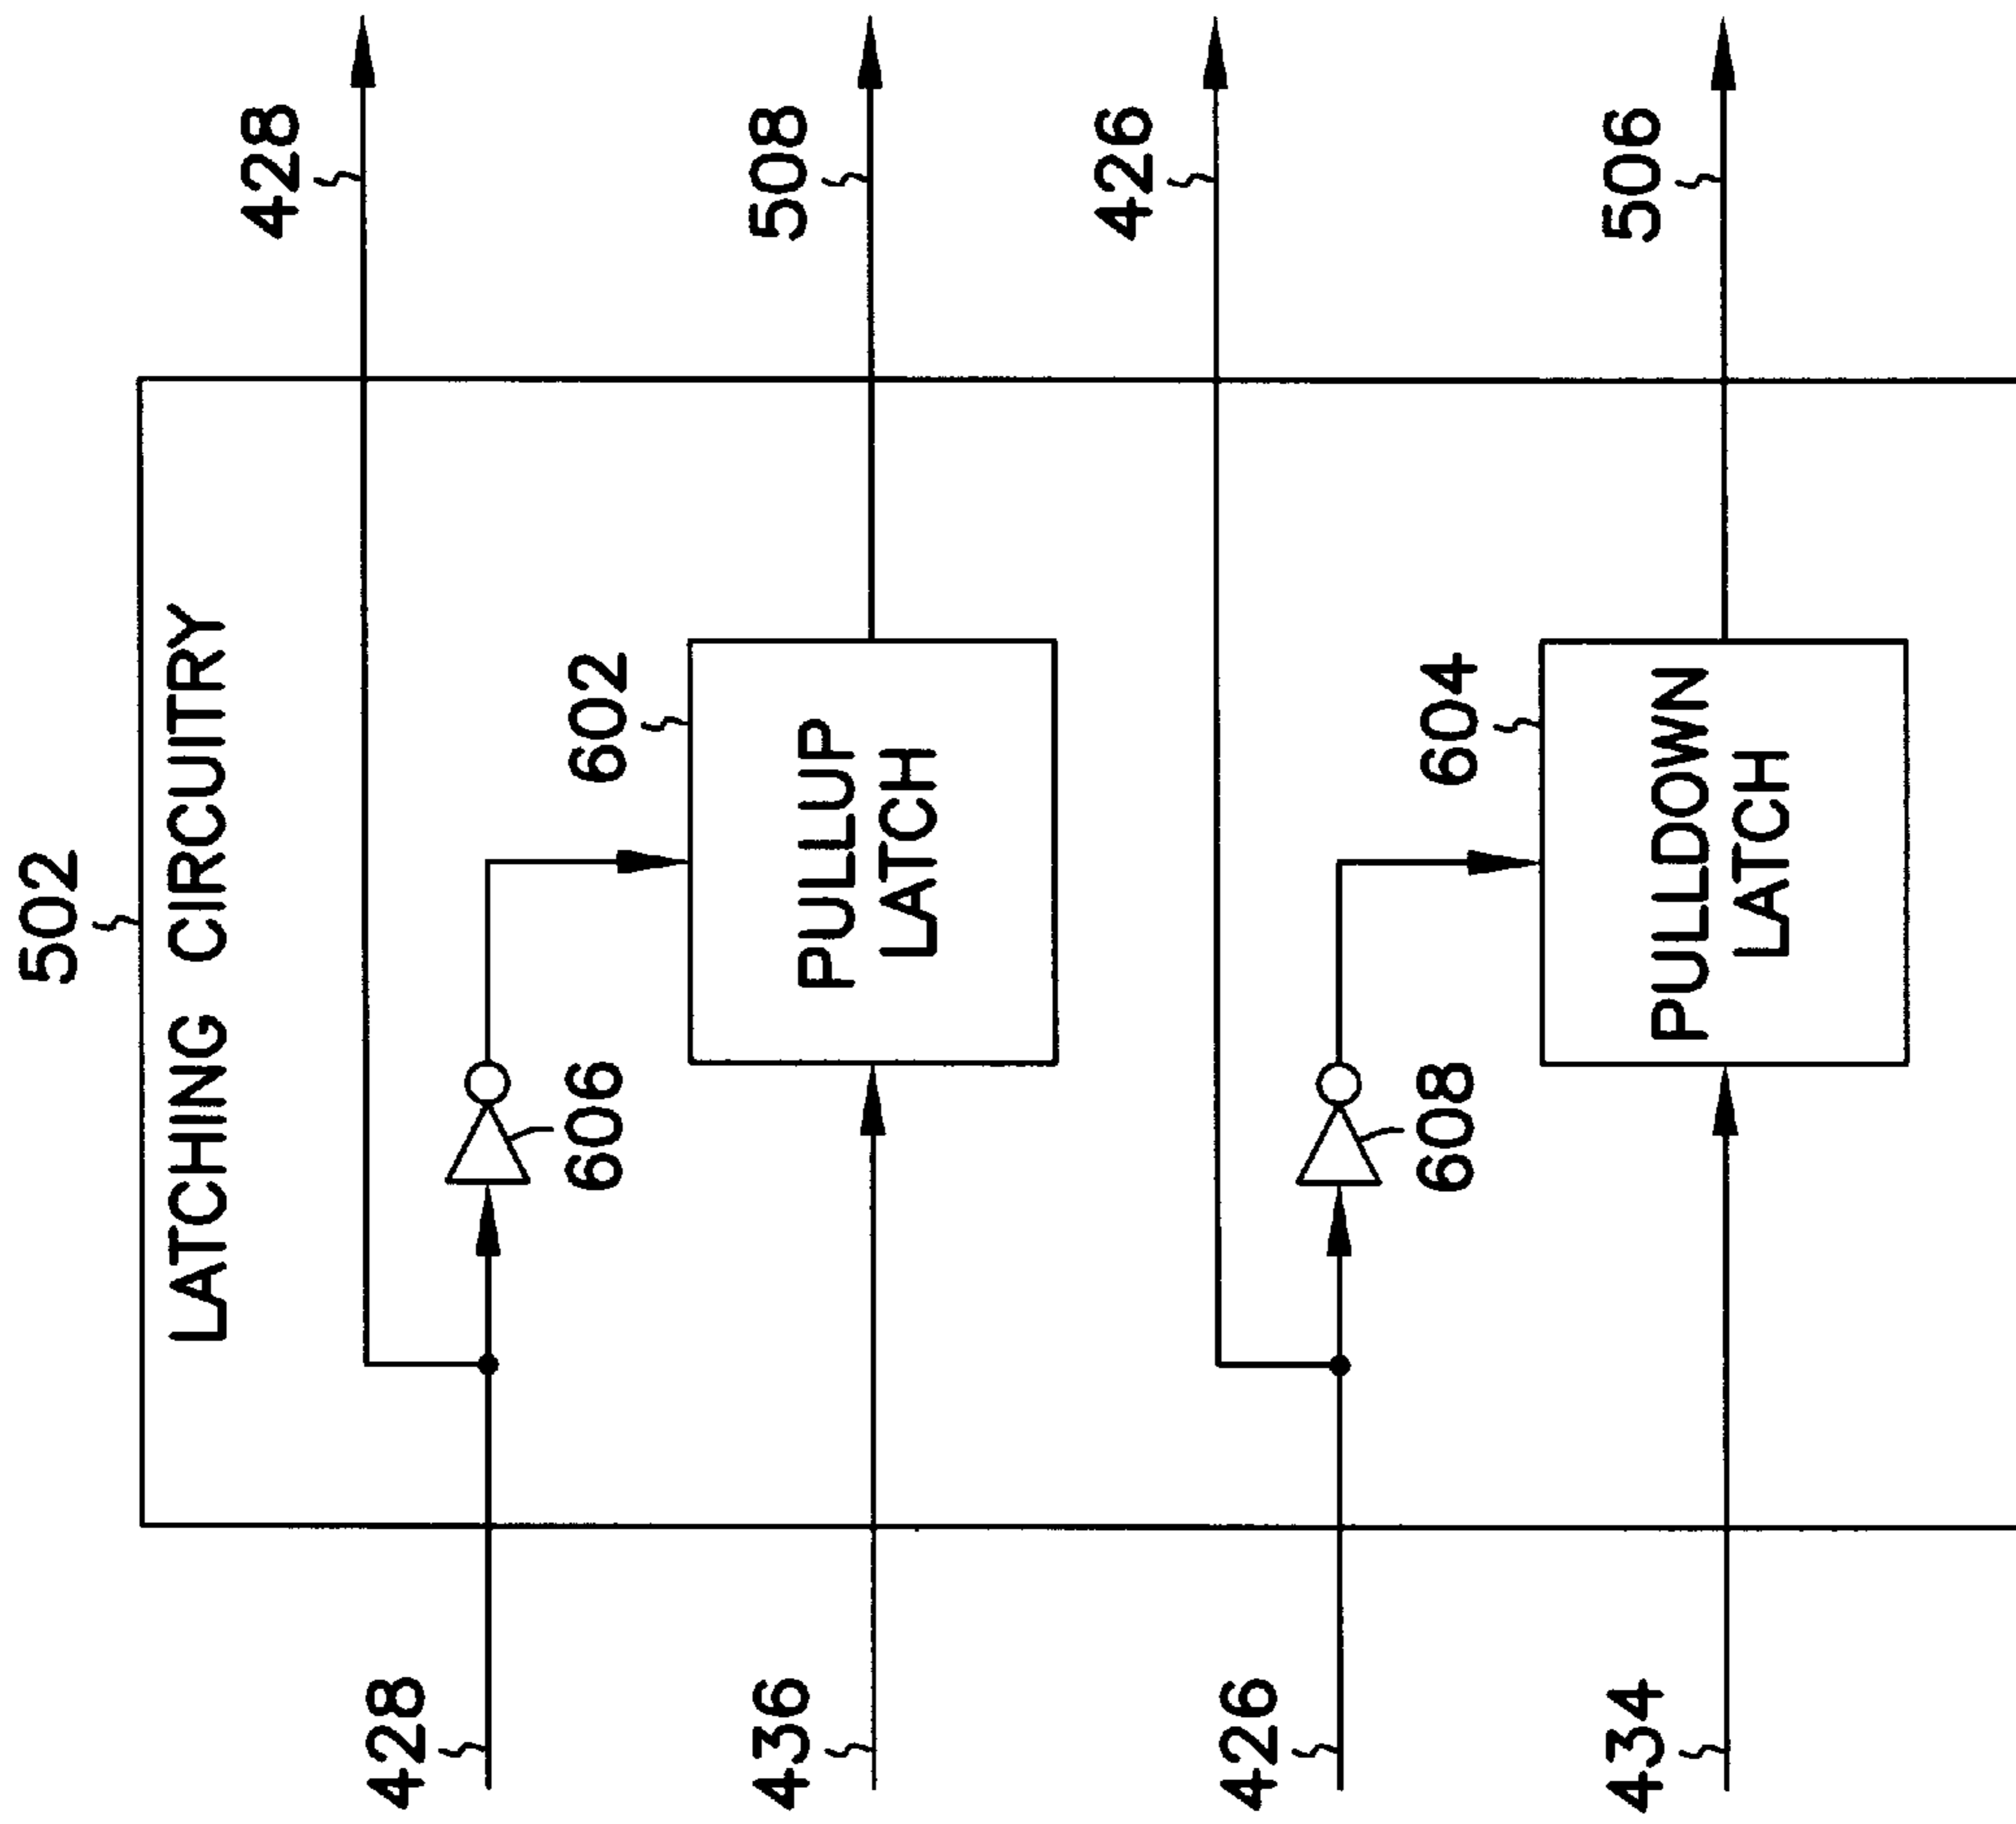 502
LATCHING CIRCUITRY
428
428
606
602
PULLUP
LATCH
436
508
426
426
608
604
PULLDOWN
LATCH
434
506